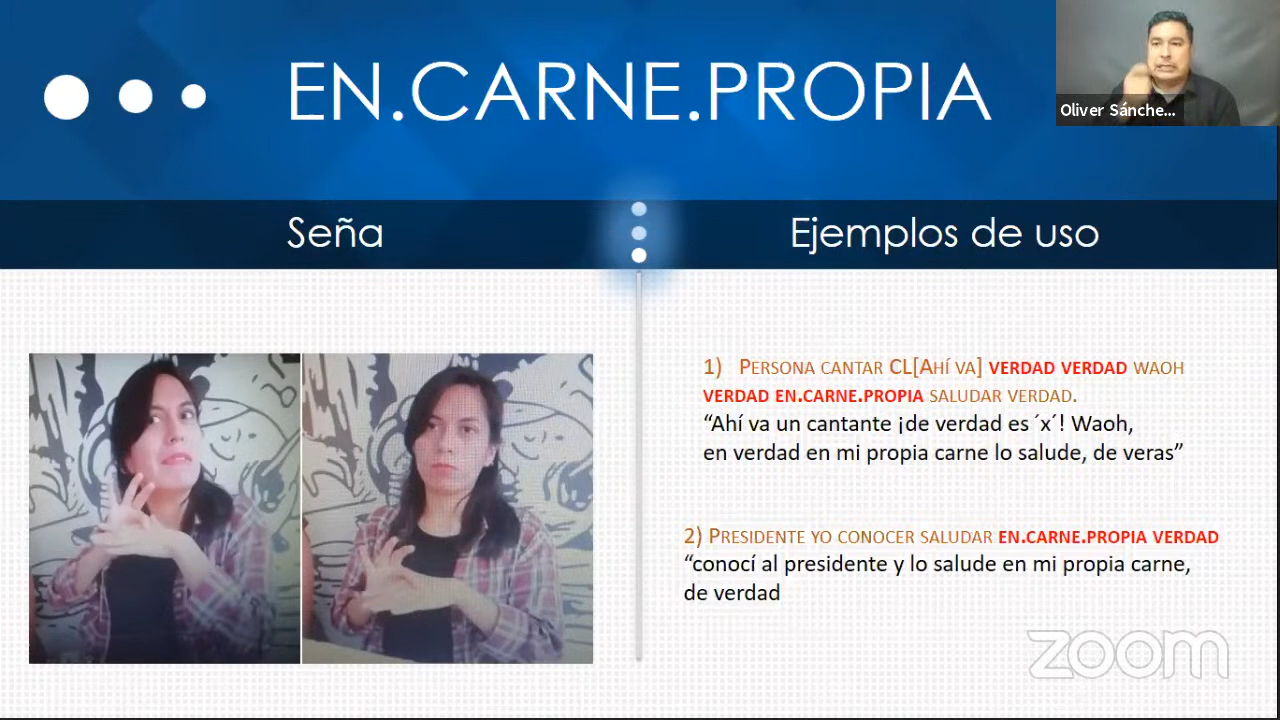 EN.CARNE.PROPIA
Oliver Sánche...
Seña
Ejemplos de uso
1) PERSONA CANTAR CL[AHÍ VA] VERDAD VERDAD WAOH
VERDAD EN.CARNE.PROPIA SALUDAR VERDAD.
“Ahí va un cantante ¡de verdad es ´x´! Waoh,
en verdad en mi propia carne lo salude, de veras”
2) PRESIDENTE YO CONOCER SALUDAR EN.CARNE.PROPIA VERDAD
“conocí al presidente y lo salude en mi propia carne,
de verdad
zoom